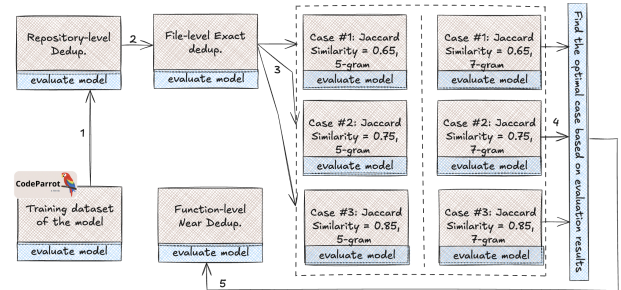 Repository-level
Dedup.
evaluate model
2
File-level Exact
dedup.
evaluate model
3
Case #1: Jaccard
Similarity = 0.65,
5-gram
evaluate model
Case #1: Jaccard
Similarity = 0.65,
7-gram
evaluate model
Case #2: Jaccard
Similarity = 0.75,
5-gram
evaluate model
Case #2: Jaccard
Similarity = 0.75,
7-gram
evaluate model
4
Find the optimal case based on evaluation results
1
CodeParrot
Training dataset
of the model
evaluate model
Function-level
Near Dedup.
evaluate model
Case #3: Jaccard
Similarity = 0.85,
5-gram
evaluate model
Case #3: Jaccard
Similarity = 0.85,
7-gram
evaluate model
5